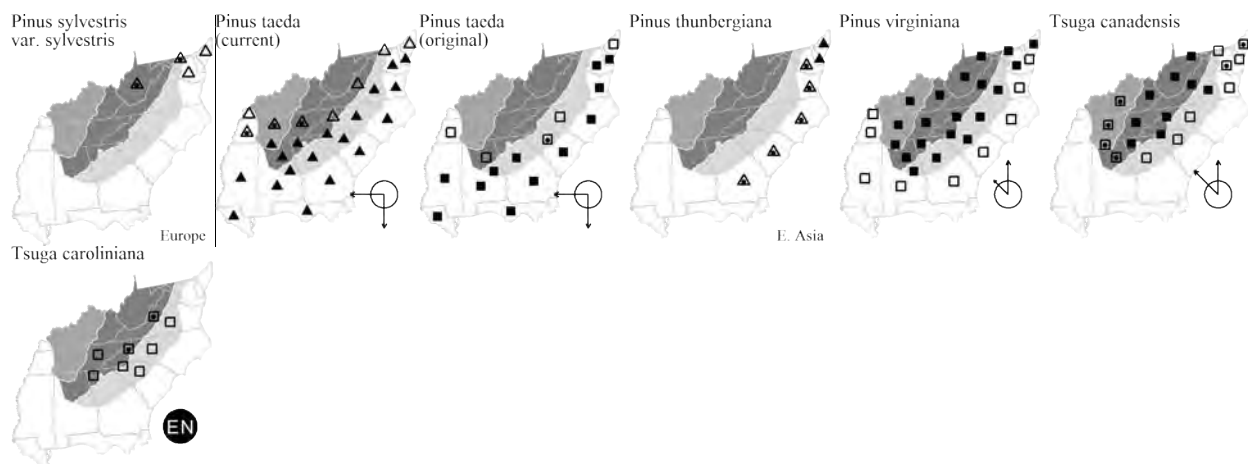 Pinus sylvestris
var. sylvestris
Pinus taeda
(current)
Pinus taeda
(original)
Pinus thunbergiana
Pinus virginiana
Tsuga canadensis
Europe
E. Asia
Tsuga caroliniana
EN